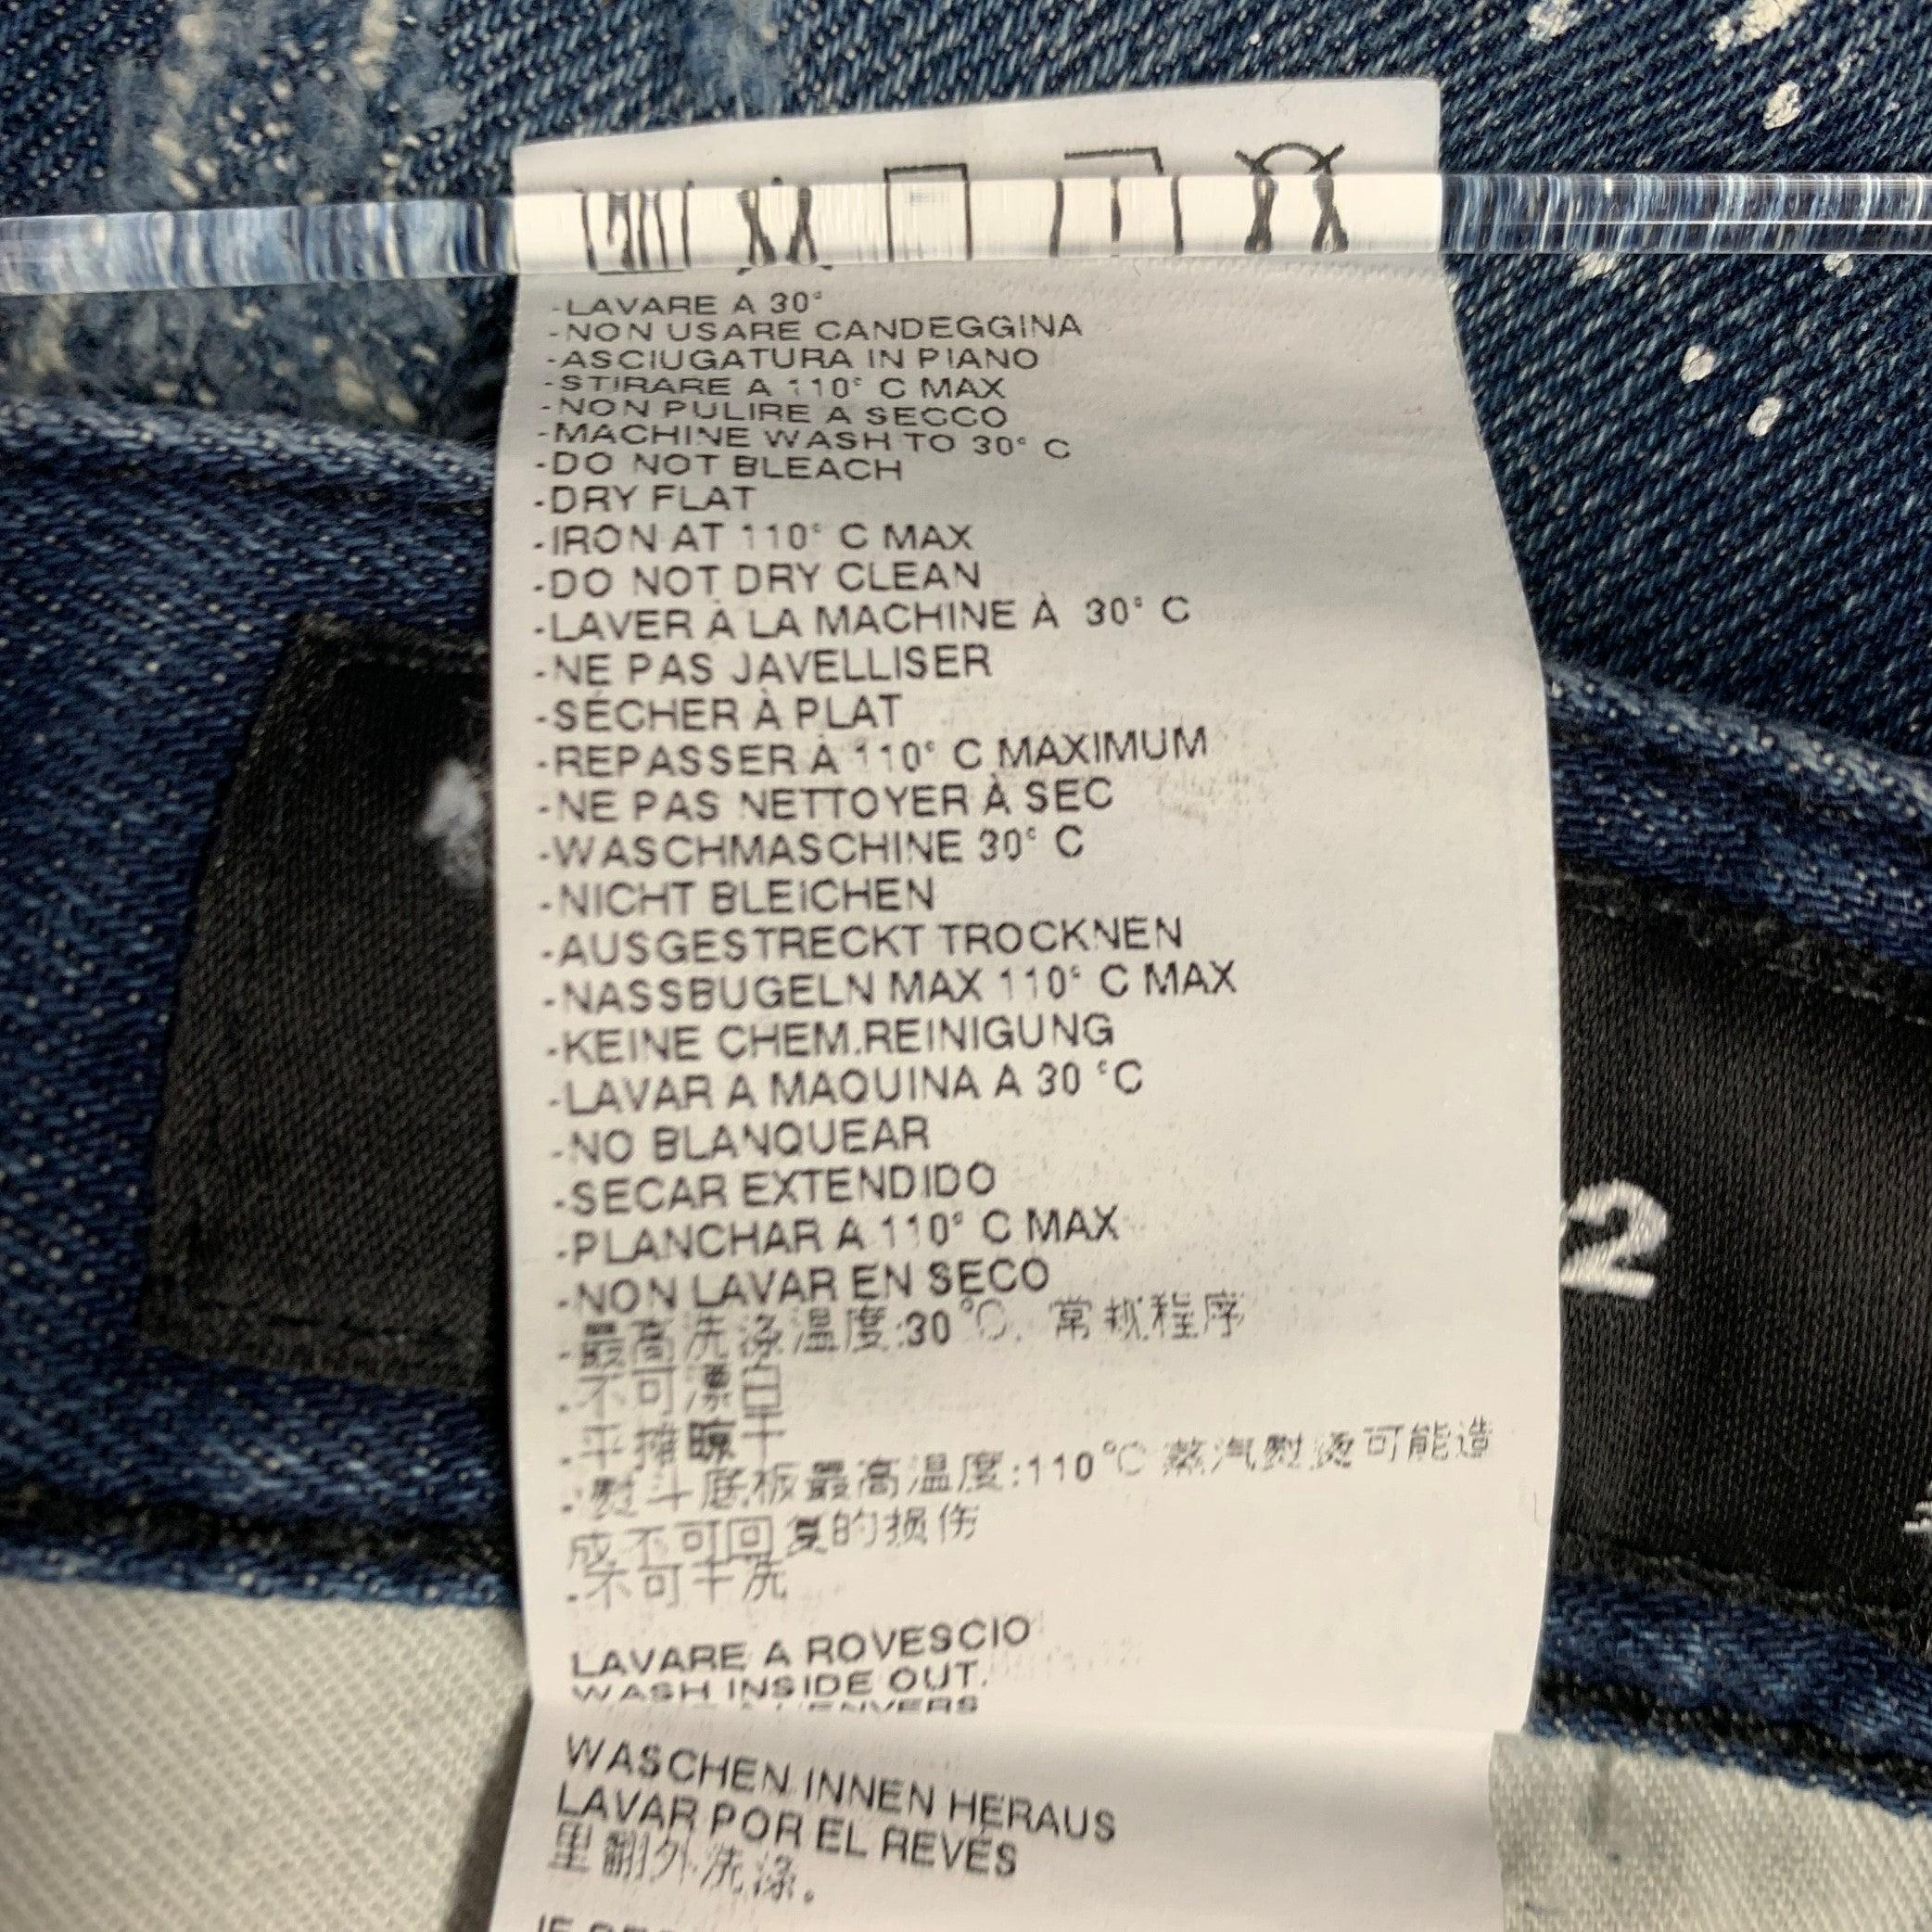 -LAVARE A 30°
-NON USARE CANDEGGINA
-ASCIUGATURA IN PIANO
-STIRARE A 110° C MAX
-NON PULIRE A SECCO
-MACHINE WASH TO 30° C
-DO NOT BLEACH
-DRY FLAT
-IRON AT 110° C MAX
-DO NOT DRY CLEAN
-LAVER À LA MACHINE À 30° C
-NE PAS JAVELLISER
-SÉCHER À PLAT
-REPASSER À 110° C MAXIMUM
-NE PAS NETTOYER À SEC
-WASCHMASCHINE 30° C
-NICHT BLEICHEN
-AUSGESTRECKT TROCKNEN
-NASSBUGELN MAX 110° C MAX
-KEINE CHEM.REINIGUNG
-LAVAR A MAQUINA A 30 °C
-NO BLANQUEAR
-SECAR EXTENDIDO
-PLANCHAR A 110° C MAX
-NON LAVAR EN SECO
-最高洗涤温度:30℃. 常规程序
-不可漂白
-平摊晾干
-熨斗底板最高温度:110℃ 蒸汽熨烫可能造
成不可回复的损伤
-不可干洗
LAVARE A ROVESCIO
WASH INSIDE OUT.
L'ENVERS
WASCHEN INNEN HERAUS
LAVAR POR EL REVÉS
里翻外洗涤。
2